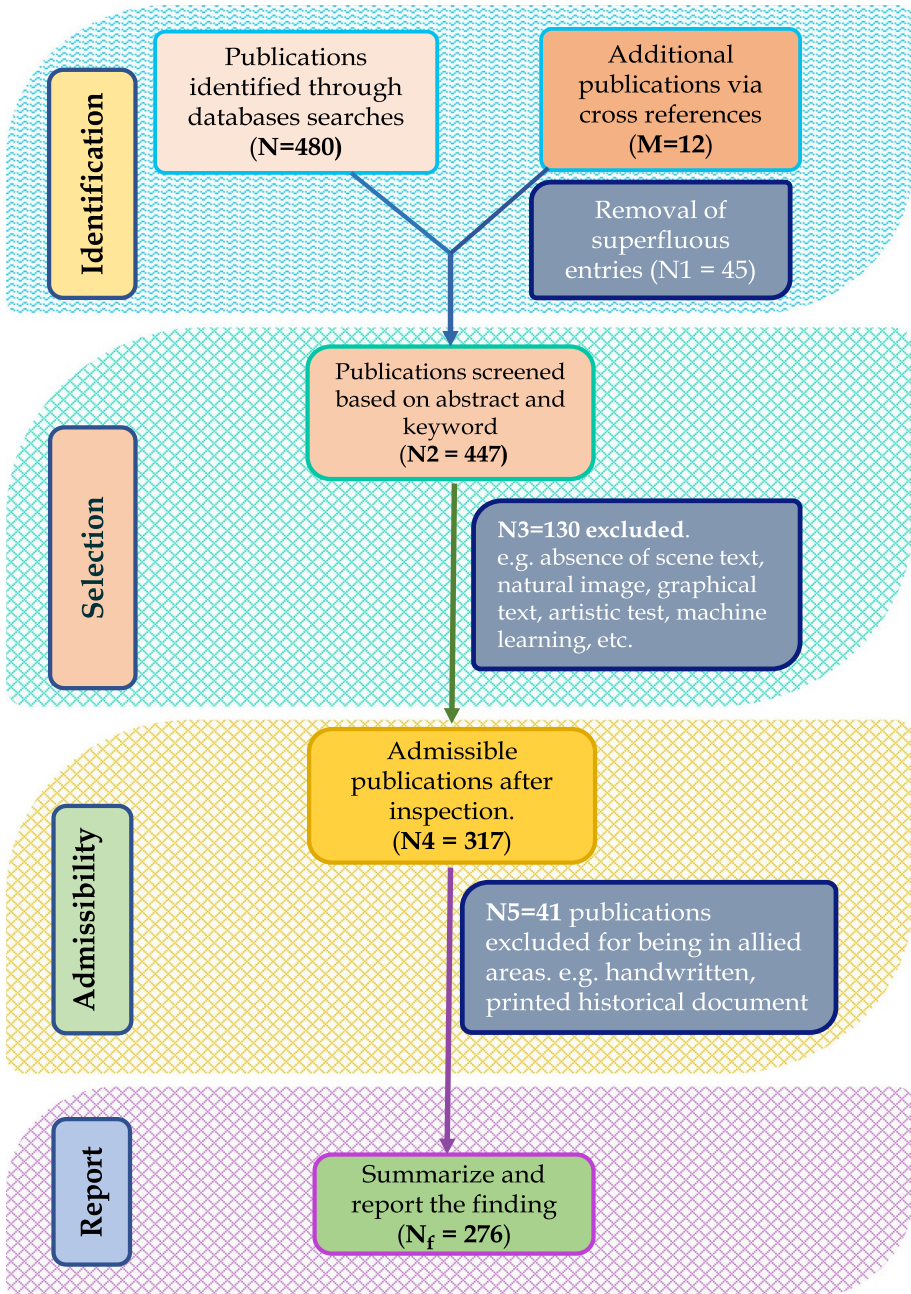 Identification
Publications
identified through
databases searches
(N=480)
Additional
publications via
cross references
(M=12)
Removal of
superfluous
entries (N1 = 45)
Selection
Publications screened
based on abstract and
keyword
(N2 = 447)
N3=130 excluded.
e.g. absence of scene text,
natural image, graphical
text, artistic test, machine
learning, etc.
Admissibility
Admissible
publications after
inspection.
(N4 = 317)
N5=41 publications
excluded for being in allied
areas. e.g. handwritten,
printed historical document
Report
Summarize and
report the finding
(Nf = 276)